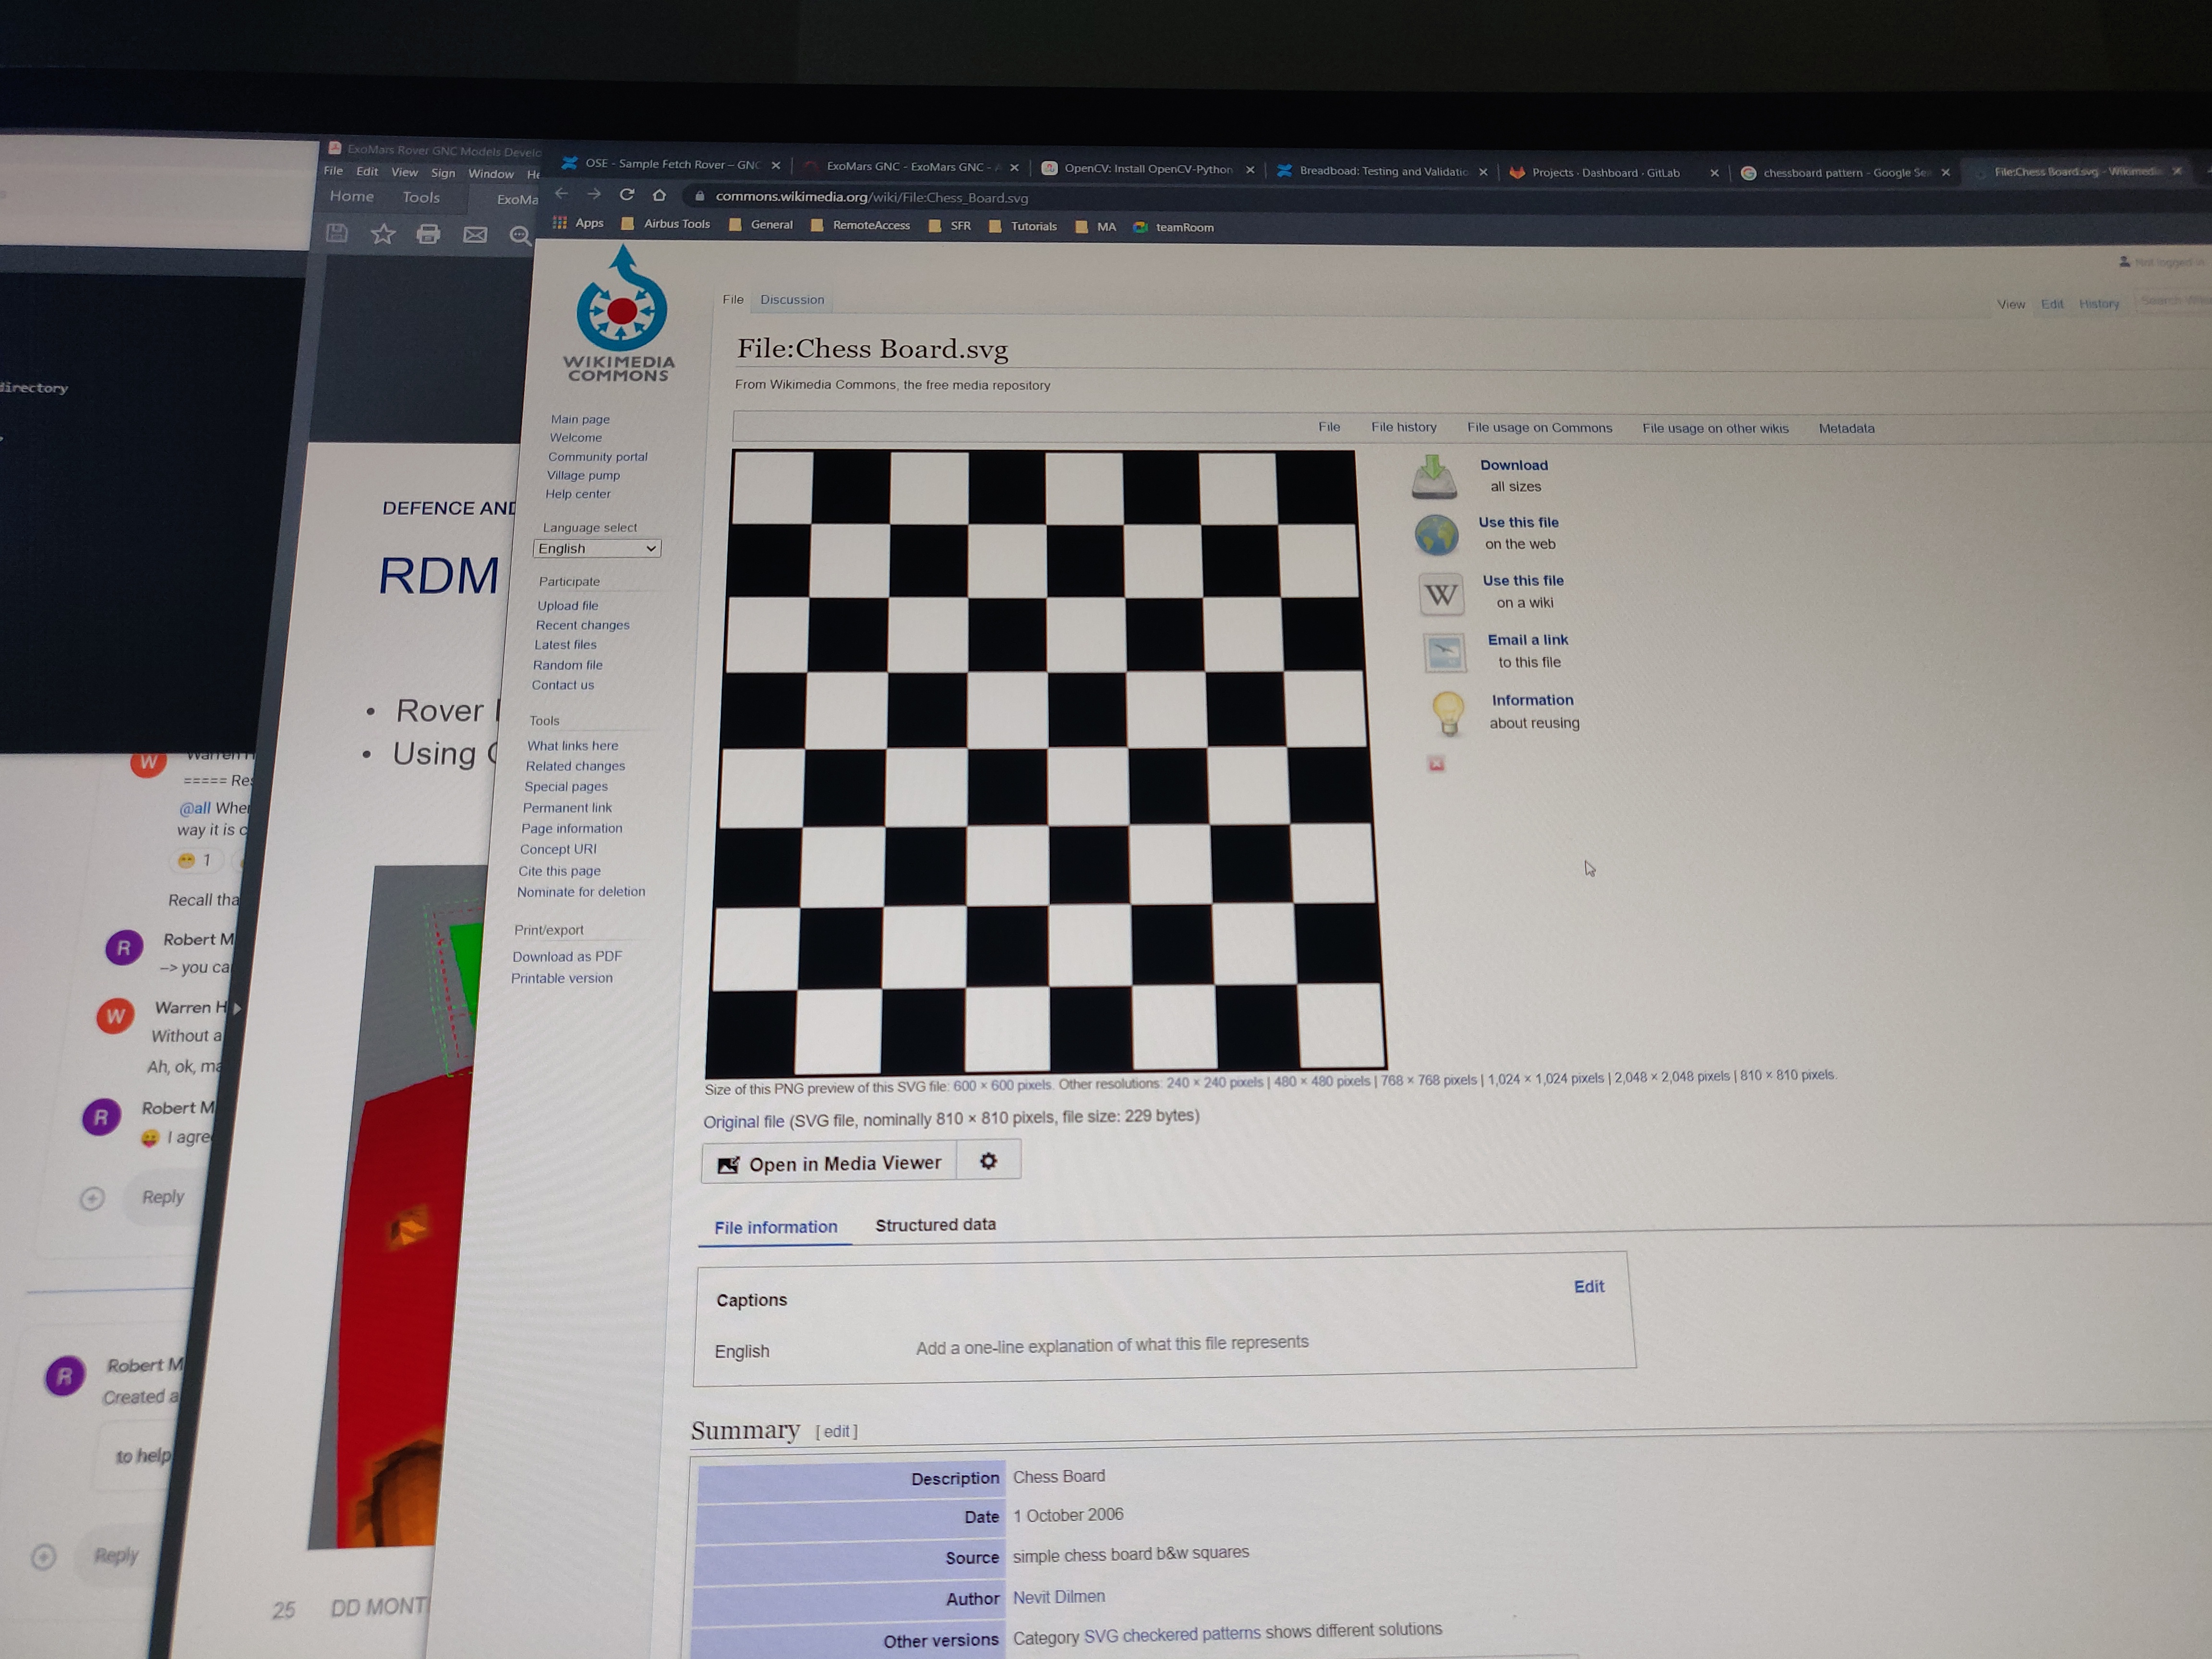 ExoMars Rover GNC Models Develo
File Edit View Sign Window He
Home Tools ExoMa
OSE - Sample Fetch Rover – GNC
ExoMars GNC - ExoMars GNC - A
OpenCV: Install OpenCV-Python
Breadboard: Testing and Validatio
Projects · Dashboard · GitLab
chessboard pattern - Google Se
File:Chess Board.svg - Wikimedia
commons.wikimedia.org/wiki/File:Chess_Board.svg
Apps Airbus Tools General RemoteAccess SFR Tutorials MA teamRoom
Not logged in
WIKIMEDIA
COMMONS
File Discussion
View Edit History
File:Chess Board.svg
From Wikimedia Commons, the free media repository
File File history File usage on Commons File usage on other wikis Metadata
Main page
Welcome
Community portal
Village pump
Help center
Language select
English
Participate
Upload file
Recent changes
Latest files
Random file
Contact us
Tools
What links here
Related changes
Special pages
Permanent link
Page information
Concept URI
Cite this page
Nominate for deletion
Print/export
Download as PDF
Printable version
Download
all sizes
Use this file
on the web
W
Use this file
on a wiki
Email a link
to this file
Information
about reusing
Size of this PNG preview of this SVG file: 600 × 600 pixels. Other resolutions: 240 × 240 pixels | 480 × 480 pixels | 768 × 768 pixels | 1,024 × 1,024 pixels | 2,048 × 2,048 pixels | 810 × 810 pixels.
Original file (SVG file, nominally 810 × 810 pixels, file size: 229 bytes)
Open in Media Viewer
File information Structured data
Captions Edit
English Add a one-line explanation of what this file represents
Summary [ edit ]
Description Chess Board
Date 1 October 2006
Source simple chess board b&w squares
Author Nevit Dilmen
Other versions Category SVG checkered patterns shows different solutions
DEFENCE AND
RDM
• Rover
• Using
25 DD MONT
directory
W Warren H
===== Res
@all Wher
way it is c
1
Recall tha
R Robert M
--> you ca
W Warren H
Without a
Ah, ok, ma
R Robert M
I agre
Reply
R Robert M
Created a
to help
Reply